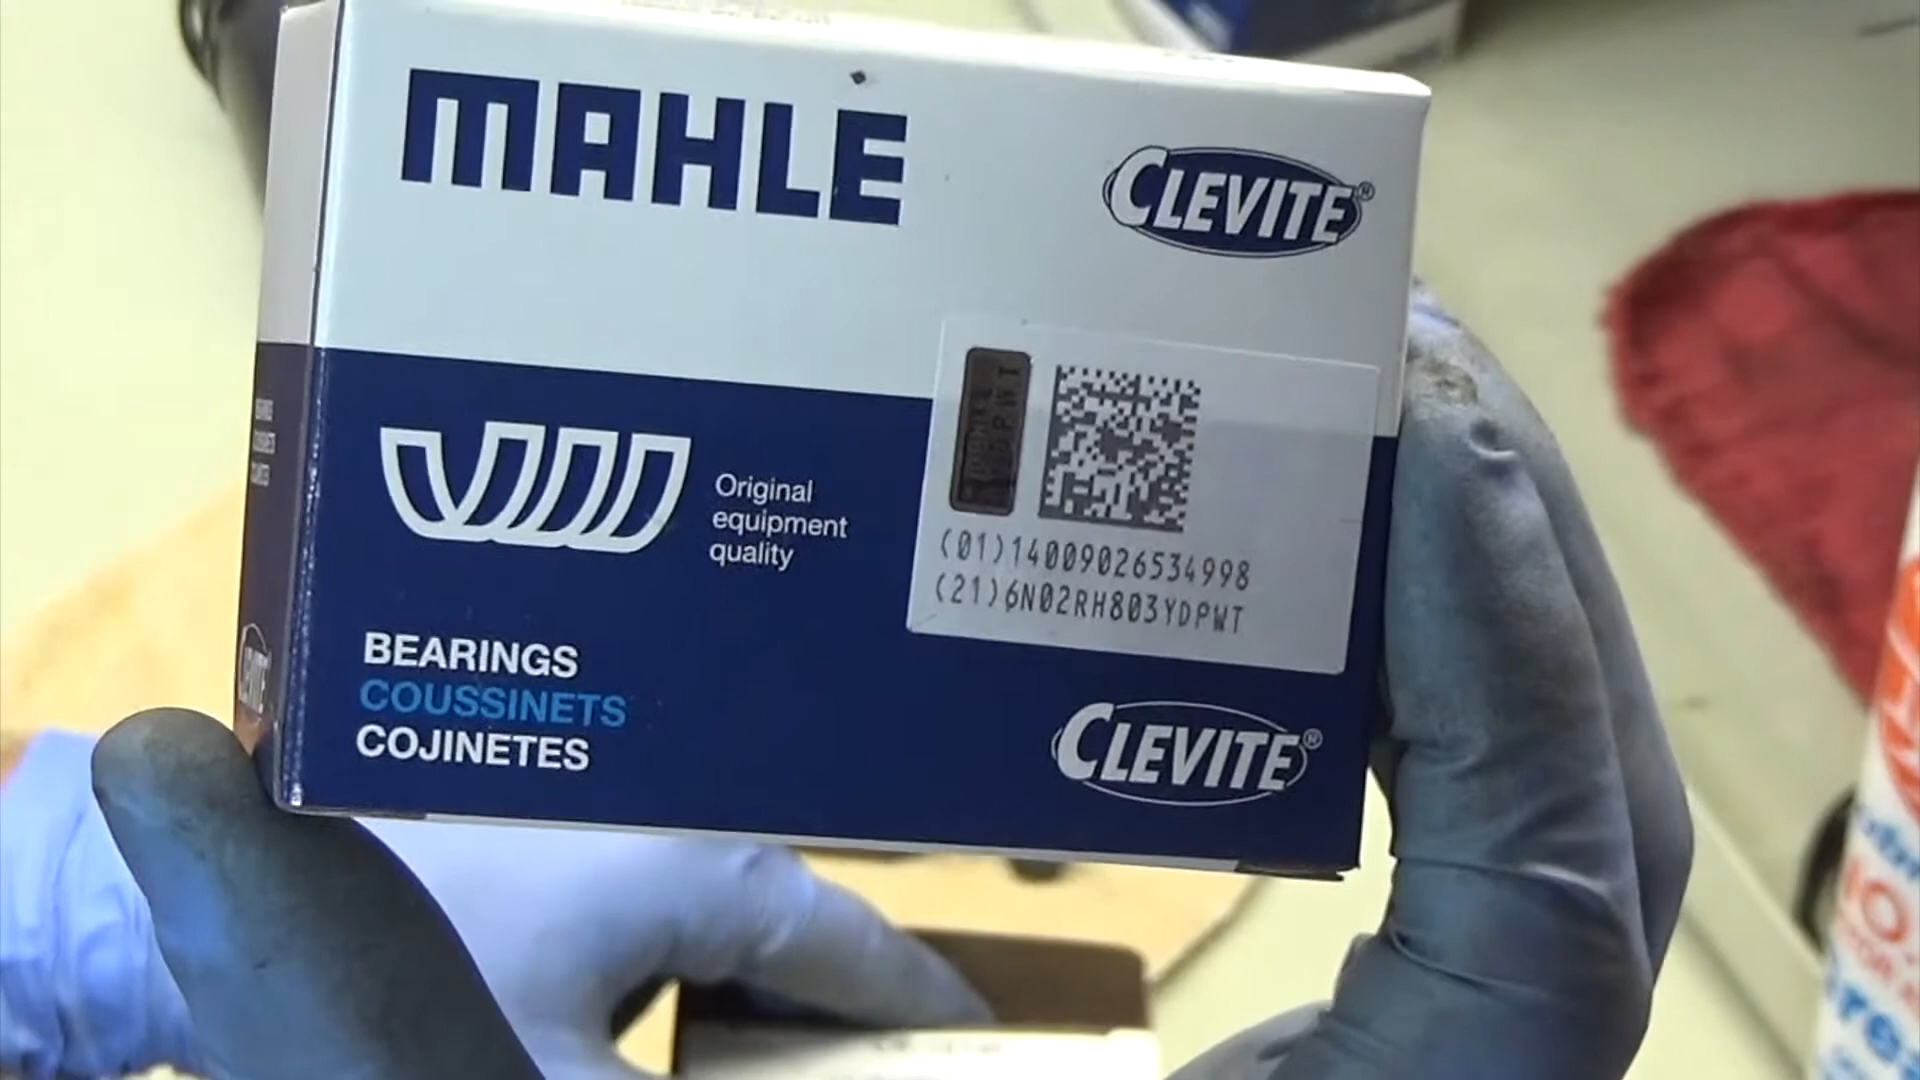 MAHLE
CLEVITE®
Original
equipment
quality
(01)14009026534998
(21)6N02RH803YDPWT
BEARINGS
COUSSINETS
COJINETES
CLEVITE®